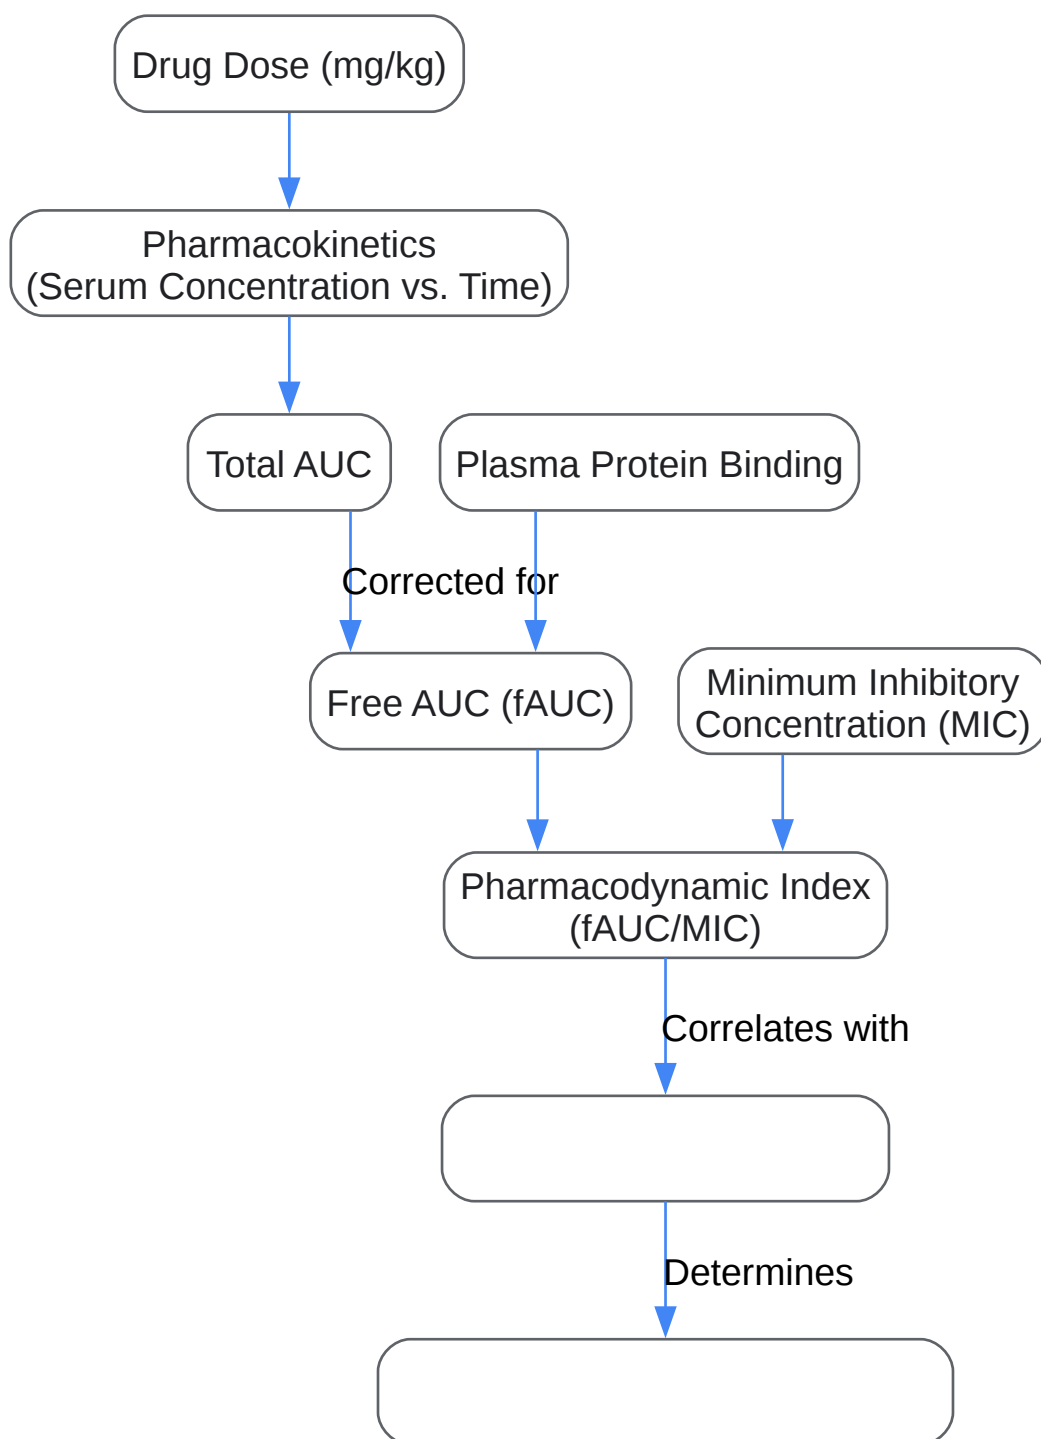 Drug Dose (mg/kg)
Pharmacokinetics
(Serum Concentration vs. Time)
Total AUC
Plasma Protein Binding
Corrected for
Free AUC (fAUC)
Minimum Inhibitory
Concentration (MIC)
Pharmacodynamic Index
(fAUC/MIC)
Correlates with
Determines